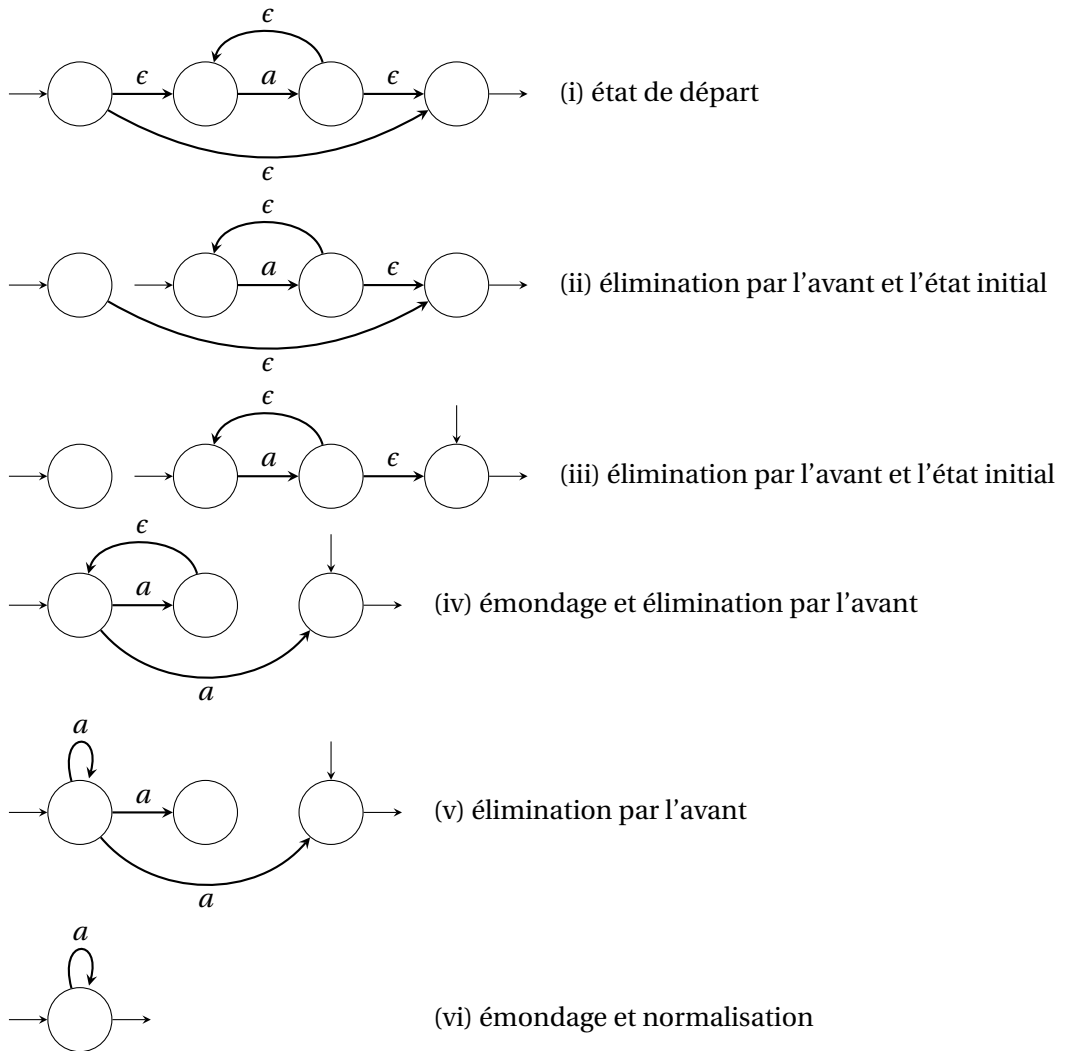 ϵ
ϵ a ϵ (i) état de départ
ϵ
ϵ
a ϵ (ii) élimination par l'avant et l'état initial
ϵ
ϵ
a ϵ (iii) élimination par l'avant et l'état initial
ϵ
a (iv) émondage et élimination par l'avant
a
a
a (v) élimination par l'avant
a
a
(vi) émondage et normalisation